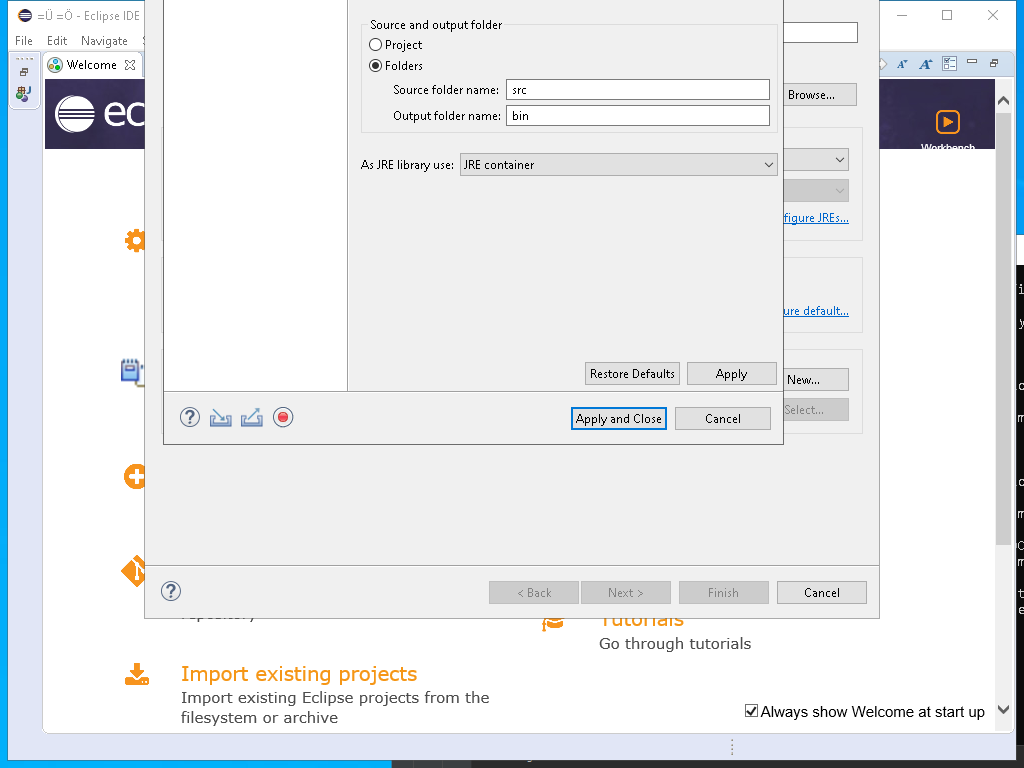 =Ü =Ö - Eclipse IDE
File Edit Navigate
Welcome
ec
Workbench
Source and output folder
Project
Folders
Source folder name: src
Output folder name: bin
As JRE library use: JRE container
Browse...
figure JREs...
ure default...
Restore Defaults Apply
New...
Select...
Apply and Close Cancel
< Back Next > Finish Cancel
repository
Tutorials
Go through tutorials
Import existing projects
Import existing Eclipse projects from the
filesystem or archive
Always show Welcome at start up